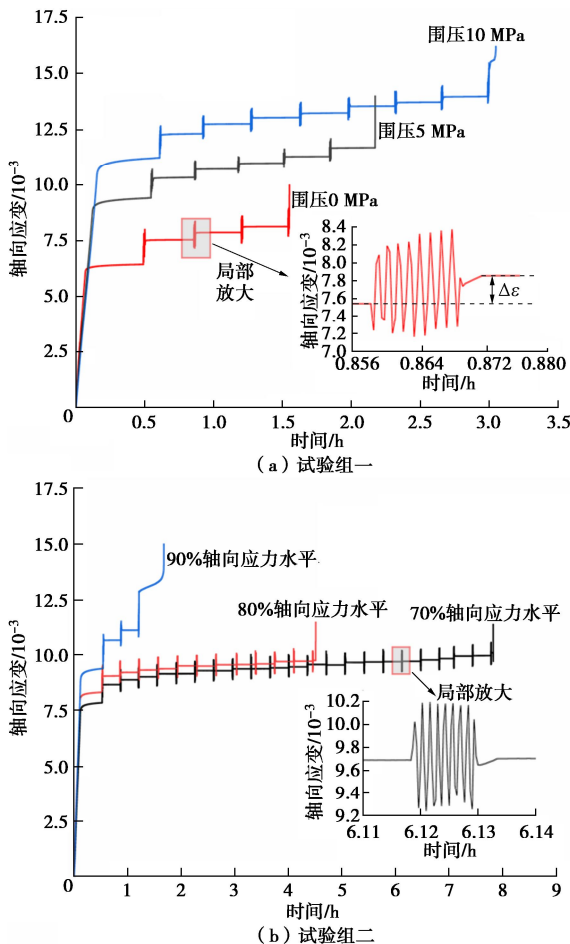 17.5
15.0
12.5
10.0
7.5
5.0
2.5
0
轴向应变/10⁻³
围压10 MPa
围压5 MPa
围压0 MPa
局部
放大
8.4
8.2
8.0
7.8
7.6
7.4
7.2
7.0
轴向应变/10⁻³
Δε
0.856
0.864
0.872
0.880
时间/h
0.5
1.0
1.5
2.0
2.5
3.0
3.5
时间/h
（a）试验组一
17.5
15.0
12.5
10.0
7.5
5.0
2.5
0
轴向应变/10⁻³
90%轴向应力水平
80%轴向应力水平
70%轴向应力水平
局部放大
10.2
10.0
9.8
9.6
9.4
9.2
轴向应变/10⁻³
6.11
6.12
6.13
6.14
时间/h
1
2
3
4
5
6
7
8
9
时间/h
（b）试验组二